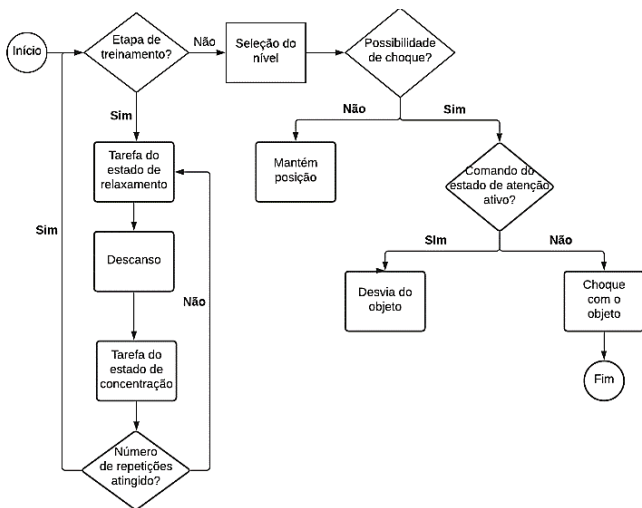 Início
Etapa de
treinamento?
Não
Seleção do
nível
Possibilidade
de choque?
Sim
Não
Sim
Tarefa do
estado de
relaxamento
Mantém
posição
Comando do
estado de atenção
ativo?
Sim
Descanso
Não
SIm
Não
Desvia do
objeto
Choque
com o
objeto
Tarefa do
estado de
concentração
Fim
Número
de repetições
atingido?